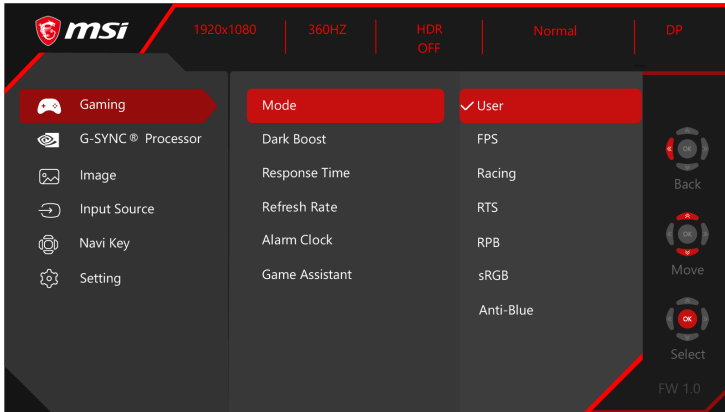 msi
1920x1080 360HZ HDR OFF Normal DP
Gaming
G-SYNC® Processor
Image
Input Source
Navi Key
Setting
Mode
Dark Boost
Response Time
Refresh Rate
Alarm Clock
Game Assistant
User
FPS
Racing
RTS
RPB
sRGB
Anti-Blue
OK
Back
OK
Move
OK
Select
FW 1.0